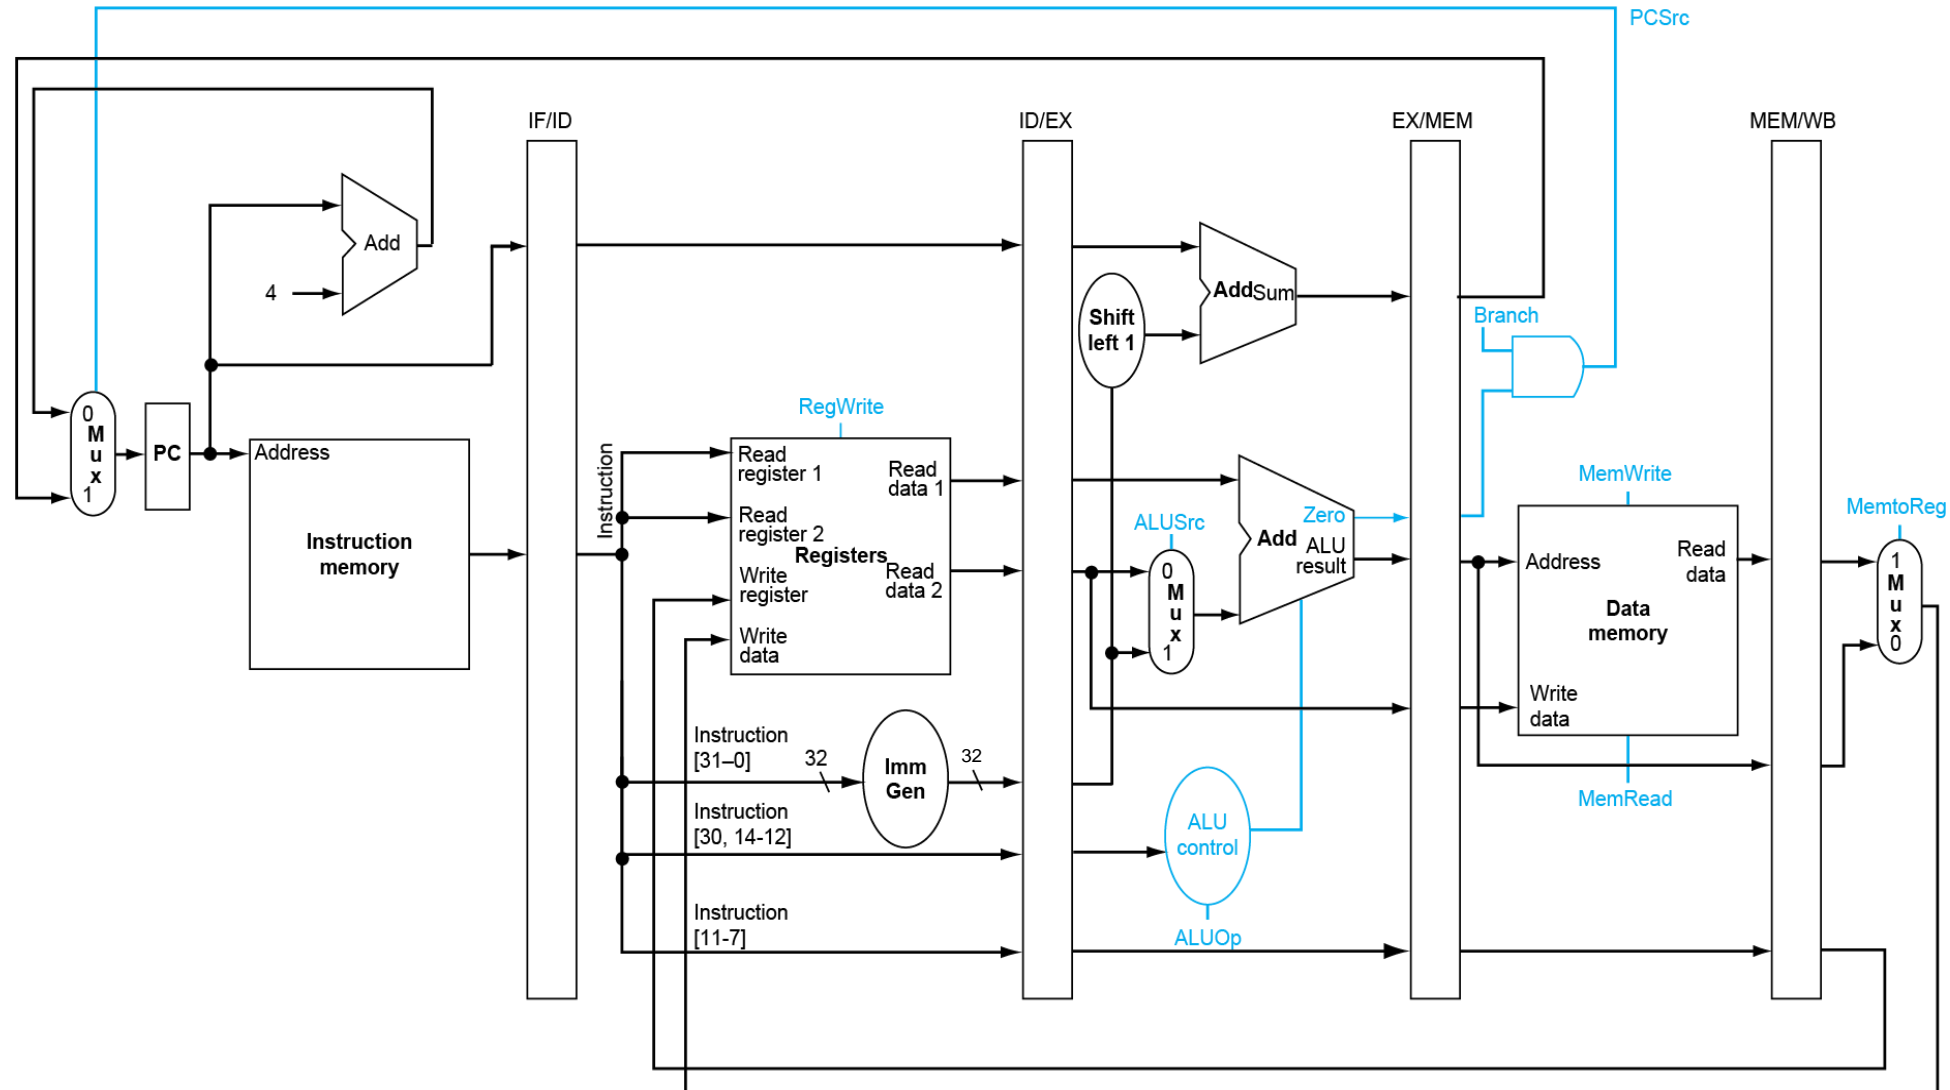 PCSrc
IF/ID
ID/EX
EX/MEM
MEM/WB
Add
4
Add Sum
Shift
left 1
Branch
0
M
u
x
1
PC
Address
Instruction
memory
Instruction
RegWrite
Read
register 1
Read
register 2
Write
register
Write
data
Registers
Read
data 1
Read
data 2
ALUSrc
0
M
u
x
1
Zero
Add
ALU
result
MemWrite
Address
Read
data
Data
memory
Write
data
MemRead
MemtoReg
1
M
u
x
0
Instruction
[31–0]
32
Imm
Gen
32
Instruction
[30, 14-12]
ALU
control
Instruction
[11-7]
ALUOp